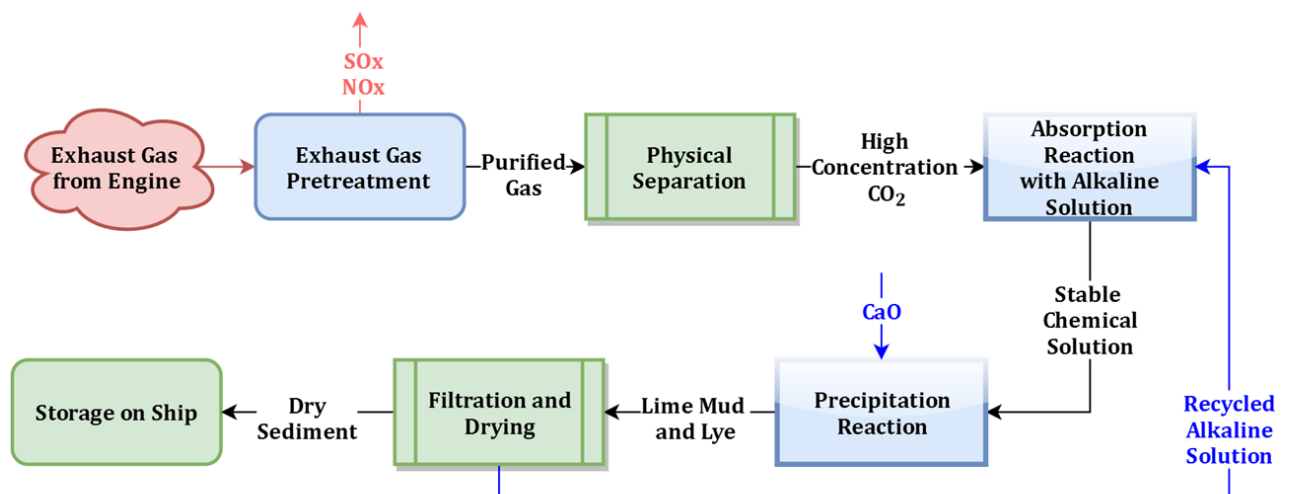 SOx
NOx
Exhaust Gas
from Engine
Exhaust Gas
Pretreatment
Purified
Gas
Physical
Separation
High
Concentration
CO₂
Absorption
Reaction
with Alkaline
Solution
Stable
Chemical
Solution
CaO
Precipitation
Reaction
Lime Mud
and Lye
Filtration and
Drying
Dry
Sediment
Storage on Ship
Recycled
Alkaline
Solution